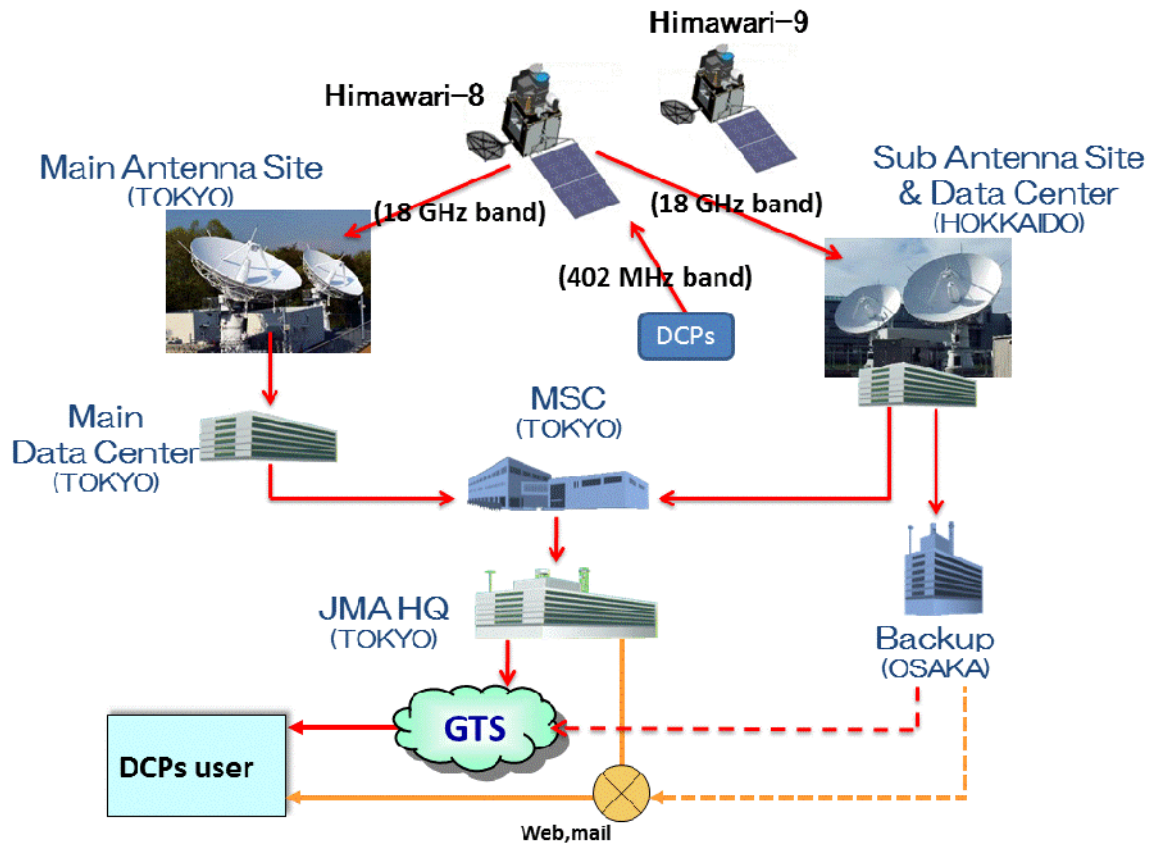 Himawari-9
Himawari-8
Main Antenna Site
(TOKYO)
Sub Antenna Site
& Data Center
(HOKKAIDO)
(18 GHz band)
(18 GHz band)
(402 MHz band)
DCPs
Main
Data Center
(TOKYO)
MSC
(TOKYO)
JMA HQ
(TOKYO)
Backup
(OSAKA)
GTS
DCPs user
Web,mail